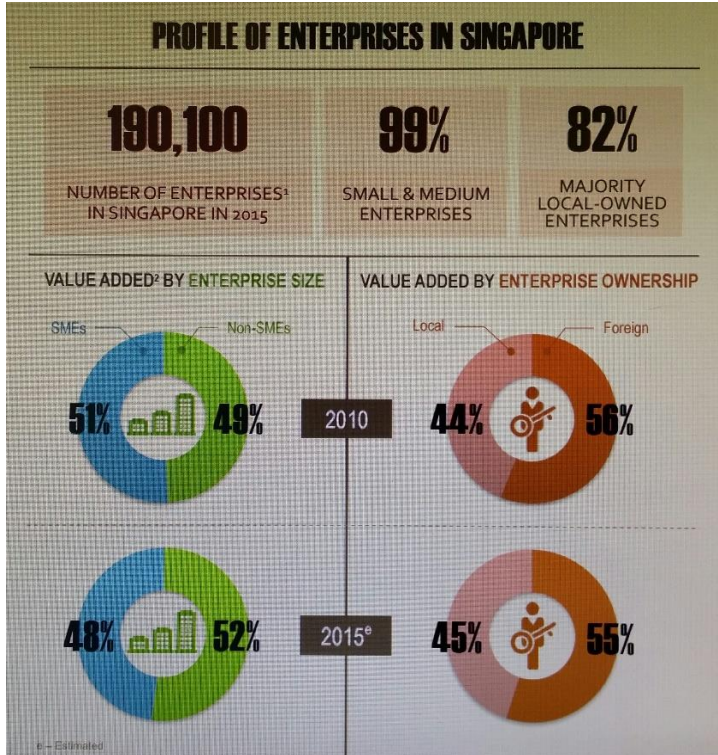 PROFILE OF ENTERPRISES IN SINGAPORE
190,100
NUMBER OF ENTERPRISES¹
IN SINGAPORE IN 2015
99%
SMALL & MEDIUM
ENTERPRISES
82%
MAJORITY
LOCAL-OWNED
ENTERPRISES
VALUE ADDED² BY ENTERPRISE SIZE
VALUE ADDED BY ENTERPRISE OWNERSHIP
SMEs
Non-SMEs
Local
Foreign
51%
49%
2010
44%
56%
48%
52%
2015ᵉ
45%
55%
e – Estimated